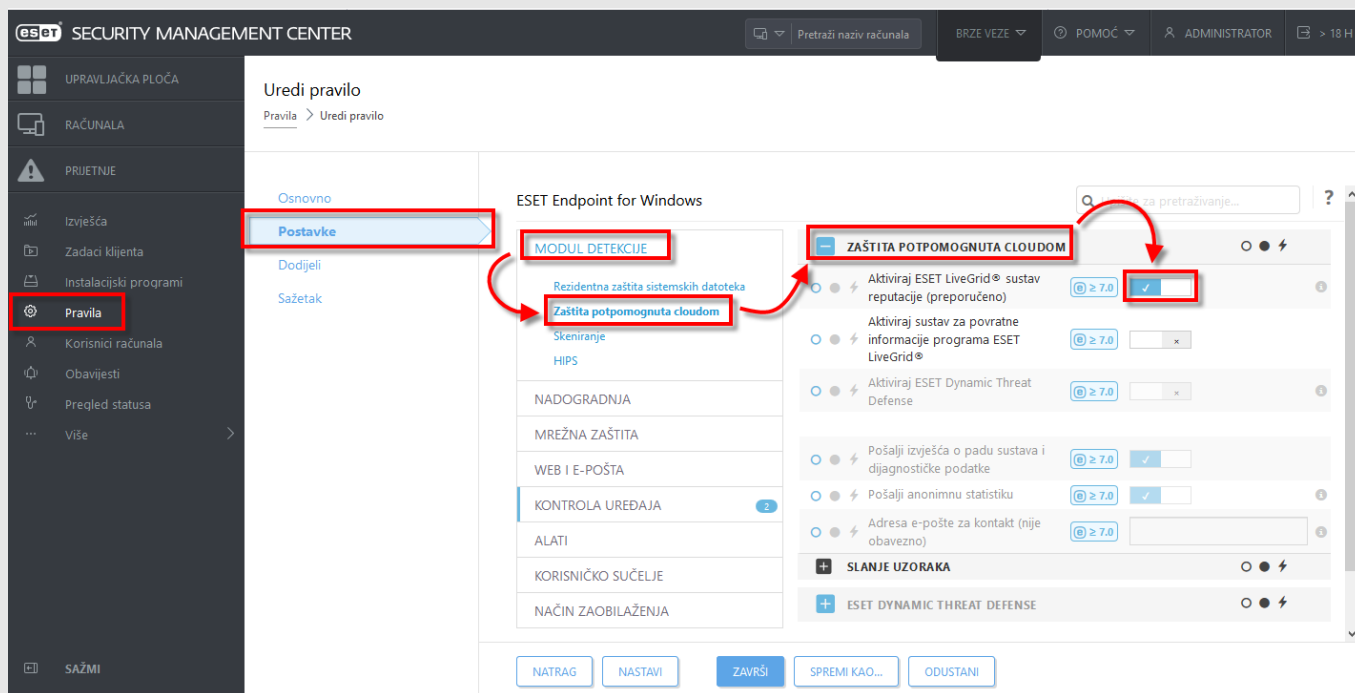 eset SECURITY MANAGEMENT CENTER
Pretraži naziv računala
BRZE VEZE
POMOĆ
ADMINISTRATOR
> 18 H
UPRAVLJAČKA PLOČA
RAČUNALA
PRIJETNJE
Izvješća
Zadaci klijenta
Instalacijski programi
Pravila
Korisnici računala
Obavijesti
Pregled statusa
Više
SAŽMI
Uredi pravilo
Pravila > Uredi pravilo
Osnovno
Postavke
Dodijeli
Sažetak
ESET Endpoint for Windows
za pretraživanje...
?
MODUL DETEKCIJE
Rezidentna zaštita sistemskih datoteka
Zaštita potpomognuta cloudom
Skeniranje
HIPS
NADOGRADNJA
MREŽNA ZAŠTITA
WEB I E-POŠTA
KONTROLA UREĐAJA 2
ALATI
KORISNIČKO SUČELJE
NAČIN ZAOBILAŽENJA
ZAŠTITA POTPOMOGNUTA CLOUDOM
Aktiviraj ESET LiveGrid® sustav
reputacije (preporučeno)
≥ 7.0
Aktiviraj sustav za povratne
informacije programa ESET
LiveGrid®
≥ 7.0
Aktiviraj ESET Dynamic Threat
Defense
≥ 7.0
Pošalji izvješća o padu sustava i
dijagnostičke podatke
≥ 7.0
Pošalji anonimnu statistiku
≥ 7.0
Adresa e-pošte za kontakt (nije
obavezno)
≥ 7.0
SLANJE UZORAKA
ESET DYNAMIC THREAT DEFENSE
NATRAG
NASTAVI
ZAVRŠI
SPREMI KAO...
ODUSTANI